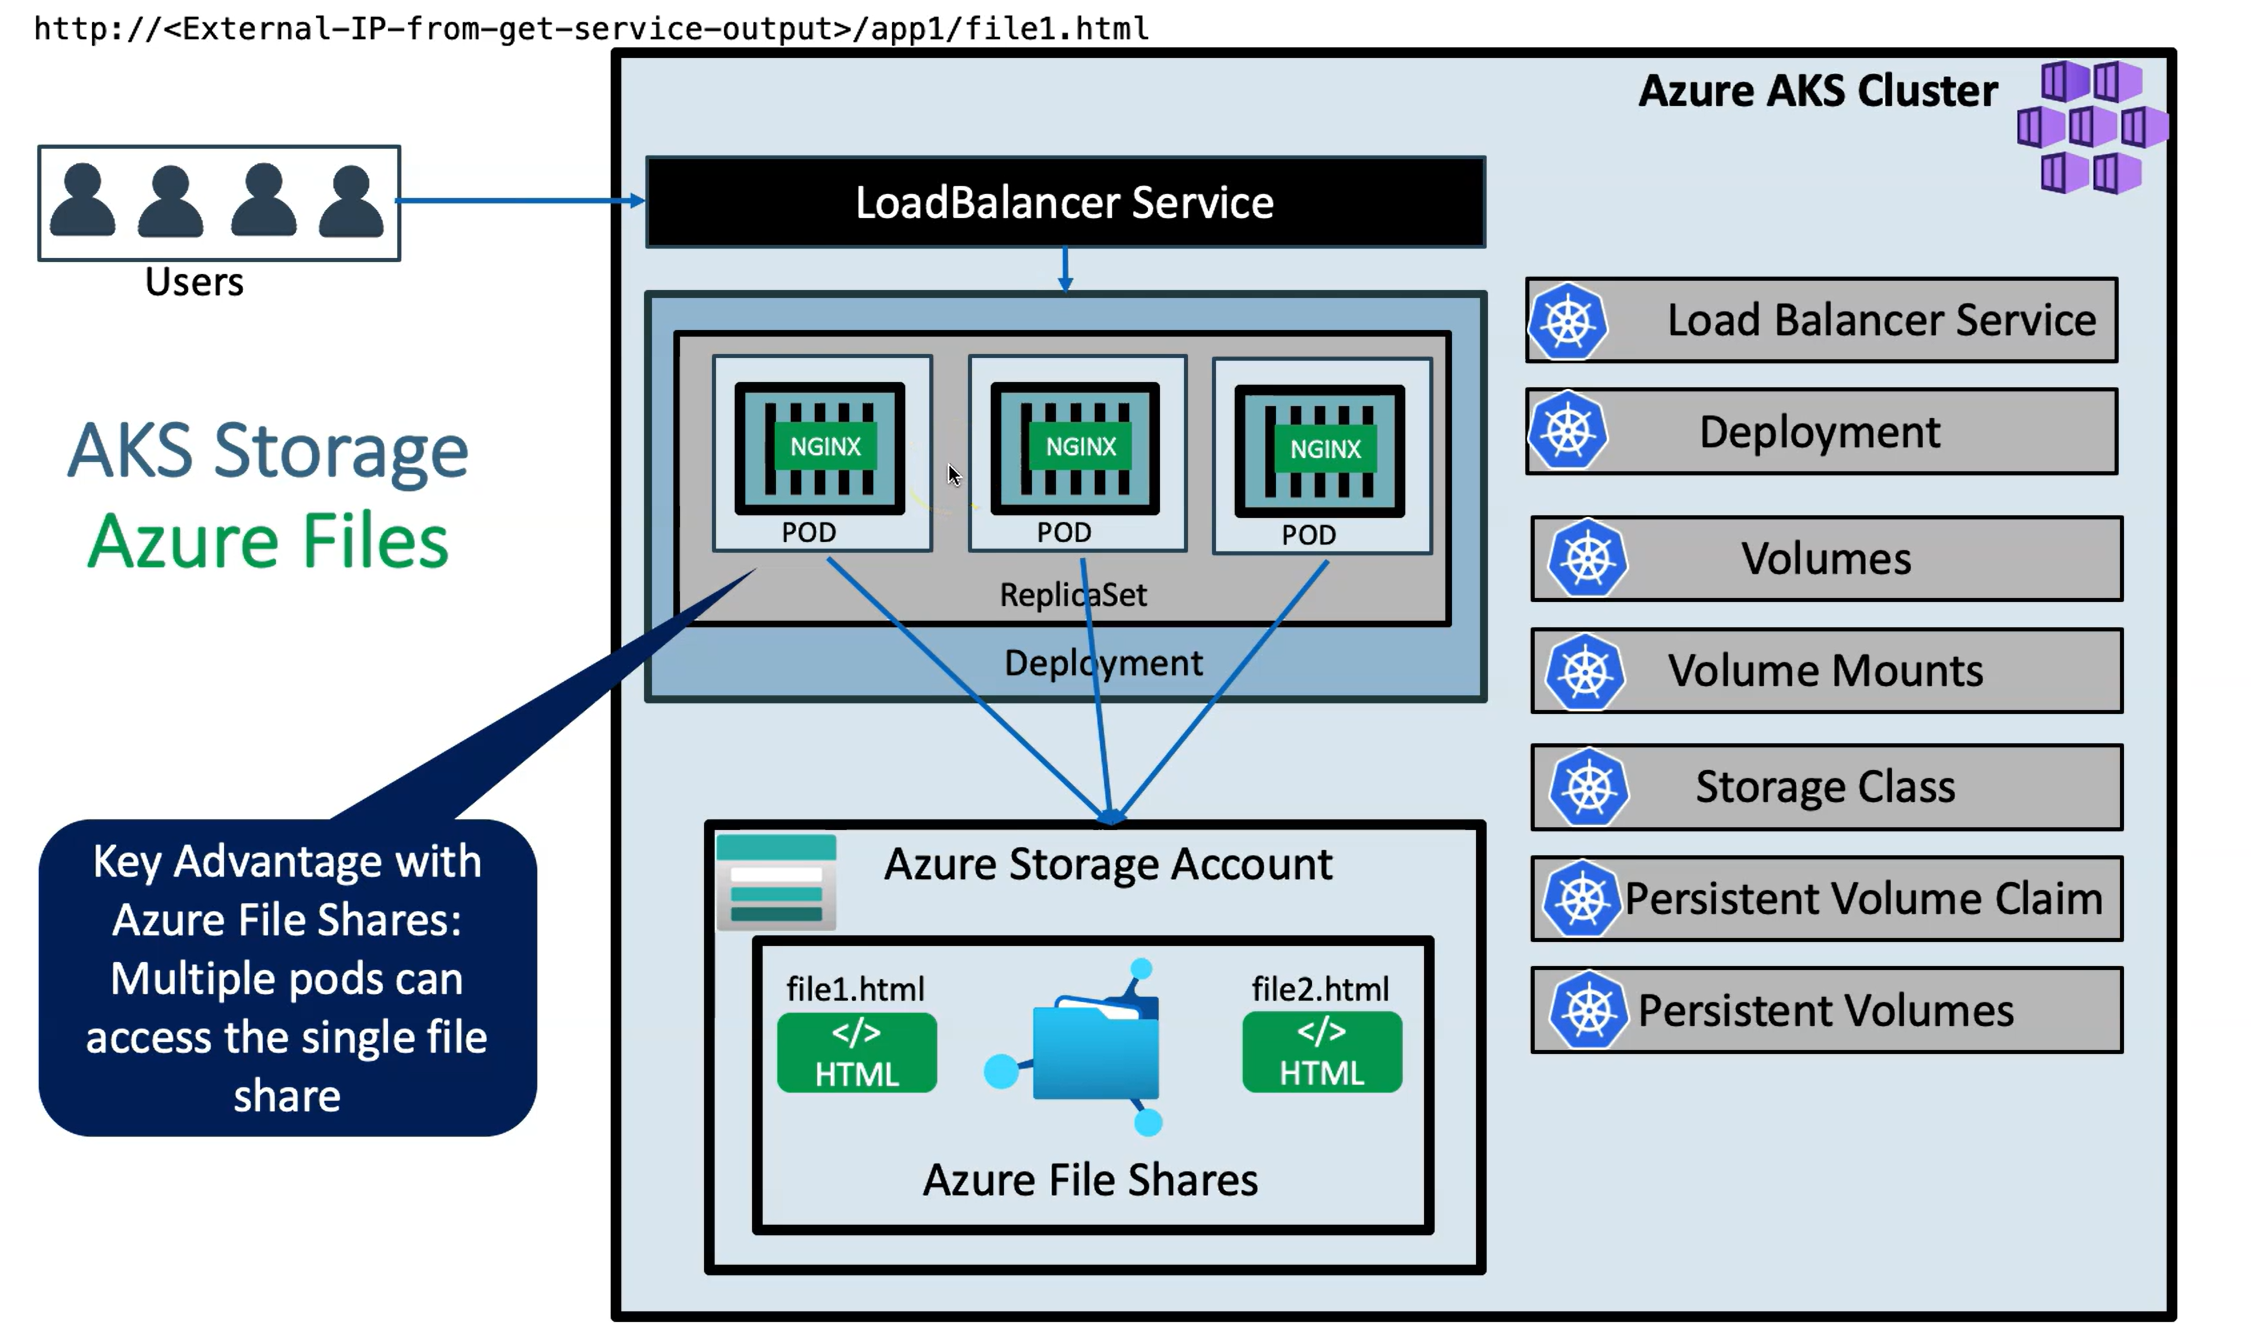 http://<External-IP-from-get-service-output>/app1/file1.html
Azure AKS Cluster
Users
LoadBalancer Service
NGINX
POD
NGINX
POD
NGINX
POD
ReplicaSet
Deployment
AKS Storage
Azure Files
Key Advantage with
Azure File Shares:
Multiple pods can
access the single file
share
Azure Storage Account
file1.html
</>
HTML
file2.html
</>
HTML
Azure File Shares
Load Balancer Service
Deployment
Volumes
Volume Mounts
Storage Class
Persistent Volume Claim
Persistent Volumes